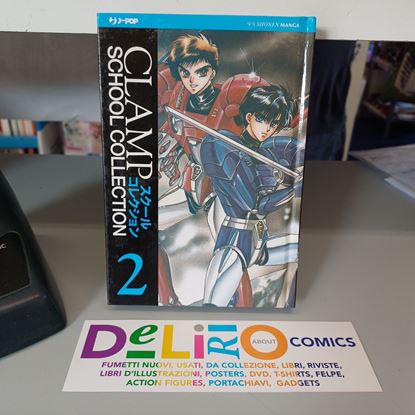 J-POP
SHONEN MANGA
CLAMP
SCHOOL COLLECTION
スクール
コレクション
2
DeLiRiO
ABOUT
COMICS
FUMETTI NUOVI, USATI, DA COLLEZIONE, LIBRI, RIVISTE,
LIBRI D'ILLUSTRAZIONI, POSTERS, DVD, T-SHIRTS, FELPE,
ACTION FIGURES, PORTACHIAVI, GADGETS